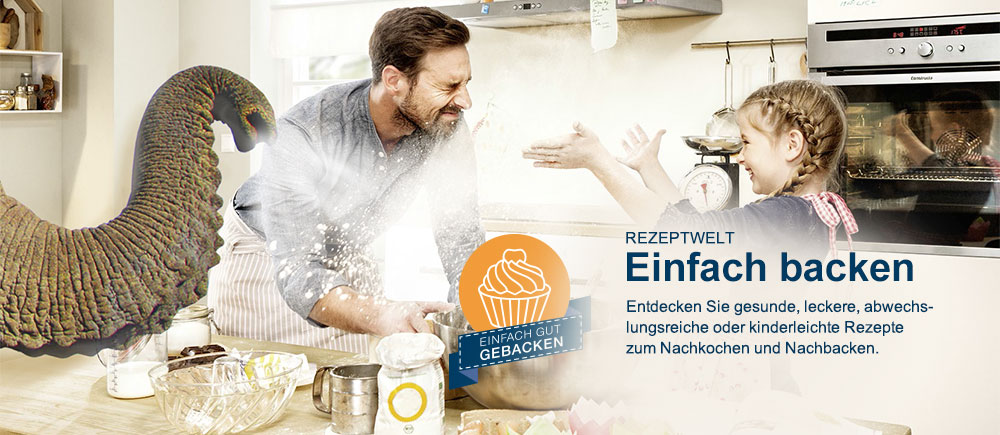 REZEPTWELT
Einfach backen
Entdecken Sie gesunde, leckere, abwechs-
lungsreiche oder kinderleichte Rezepte
zum Nachkochen und Nachbacken.
EINFACH GUT
GEBACKEN